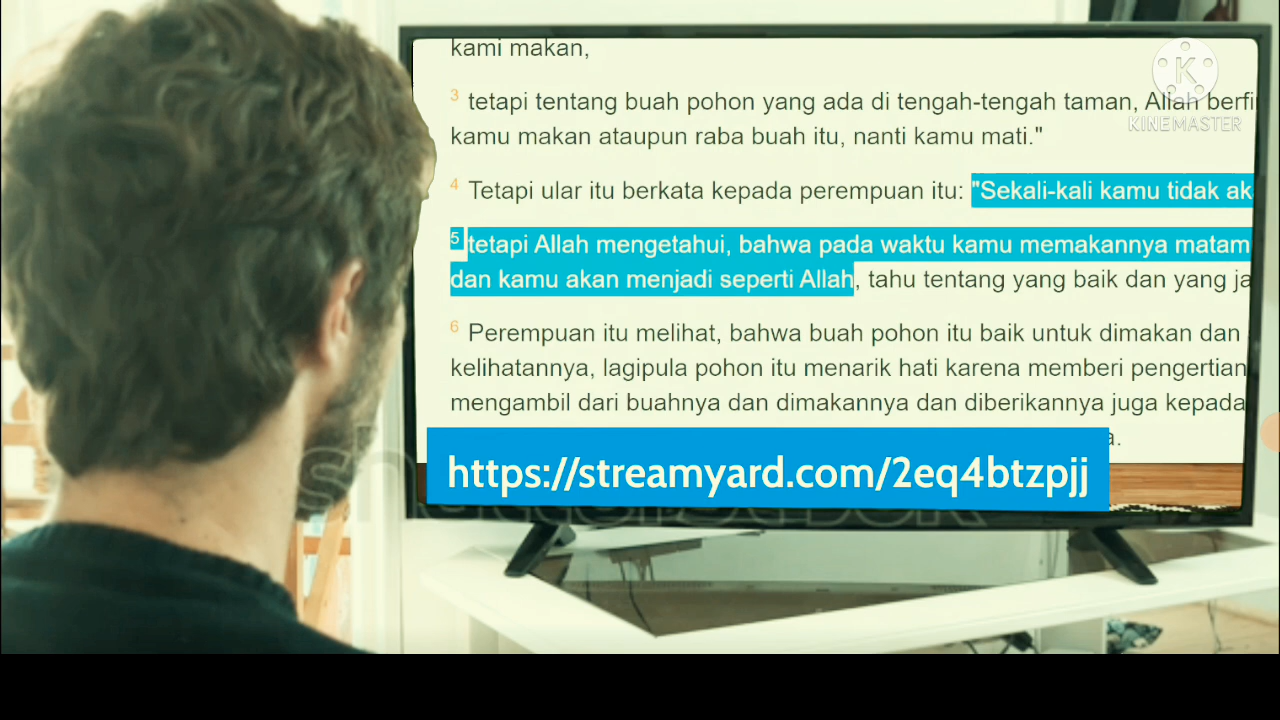 kami makan,
3 tetapi tentang buah pohon yang ada di tengah-tengah taman, Allah berfi
kamu makan ataupun raba buah itu, nanti kamu mati."
4 Tetapi ular itu berkata kepada perempuan itu: "Sekali-kali kamu tidak ak
5 tetapi Allah mengetahui, bahwa pada waktu kamu memakannya matam
dan kamu akan menjadi seperti Allah, tahu tentang yang baik dan yang ja
6 Perempuan itu melihat, bahwa buah pohon itu baik untuk dimakan dan
kelihatannya, lagipula pohon itu menarik hati karena memberi pengertian
mengambil dari buahnya dan dimakannya dan diberikannya juga kepada
a.
https://streamyard.com/2eq4btzpjj
K
KINEMASTER